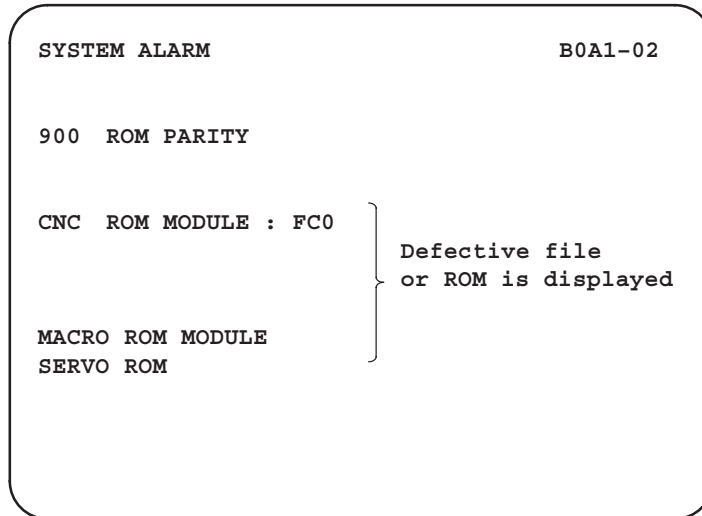 SYSTEM ALARM B0A1–02
900 ROM PARITY
CNC ROM MODULE : FC0
Defective file
or ROM is displayed
MACRO ROM MODULE
SERVO ROM